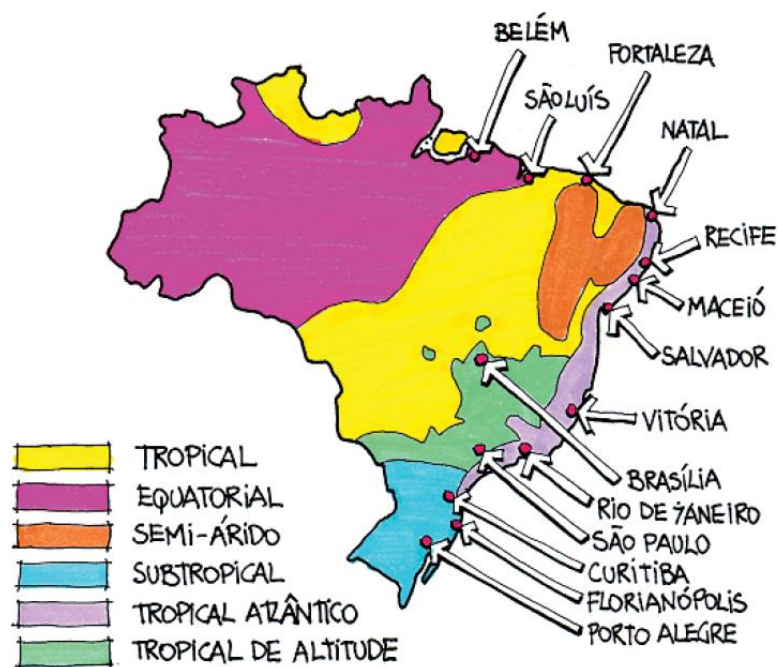 BELÉM
FORTALEZA
SÃO LUÍS
NATAL
RECIFE
MACEIÓ
SALVADOR
VITÓRIA
BRASÍLIA
RIO DE JANEIRO
SÃO PAULO
CURITIBA
FLORIANÓPOLIS
PORTO ALEGRE
TROPICAL
EQUATORIAL
SEMI-ÁRIDO
SUBTROPICAL
TROPICAL ATLÂNTICO
TROPICAL DE ALTITUDE